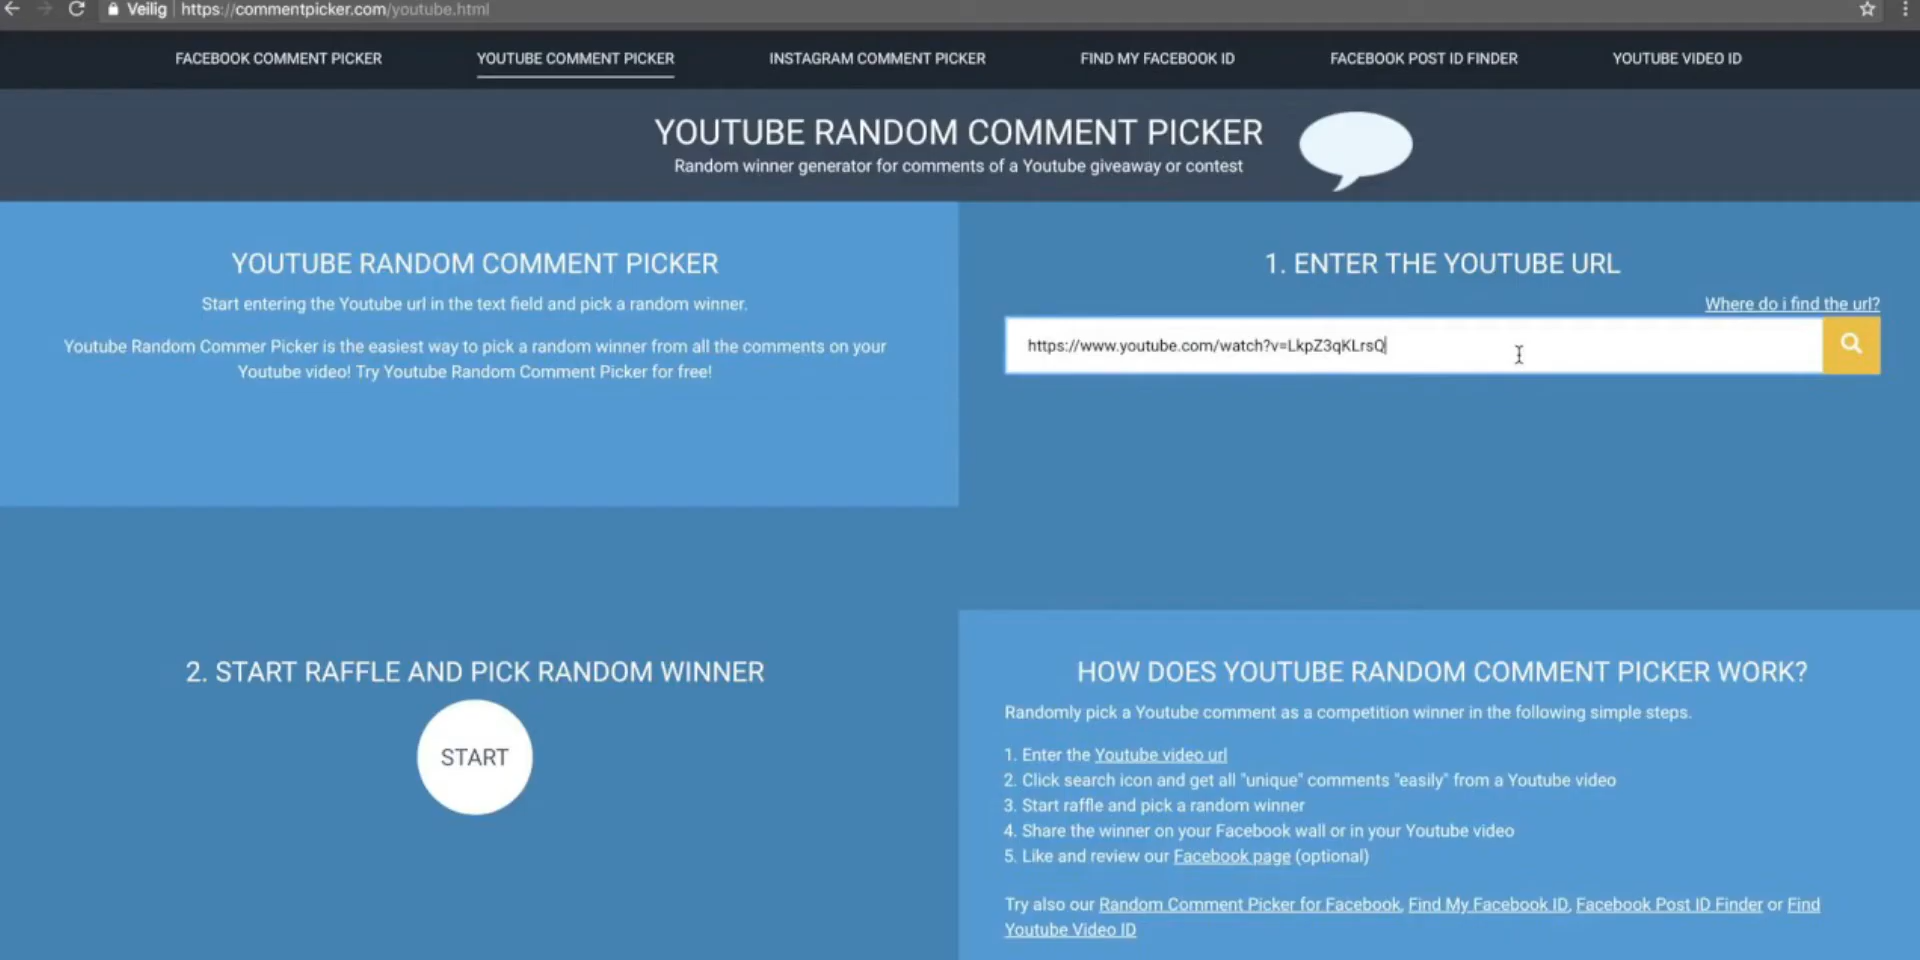 Veilig https://commentpicker.com/youtube.html
FACEBOOK COMMENT PICKER
YOUTUBE COMMENT PICKER
INSTAGRAM COMMENT PICKER
FIND MY FACEBOOK ID
FACEBOOK POST ID FINDER
YOUTUBE VIDEO ID
YOUTUBE RANDOM COMMENT PICKER
Random winner generator for comments of a Youtube giveaway or contest
YOUTUBE RANDOM COMMENT PICKER
Start entering the Youtube url in the text field and pick a random winner.
Youtube Random Commer Picker is the easiest way to pick a random winner from all the comments on your
Youtube video! Try Youtube Random Comment Picker for free!
1. ENTER THE YOUTUBE URL
Where do i find the url?
https://www.youtube.com/watch?v=LkpZ3qKLrsQ
2. START RAFFLE AND PICK RANDOM WINNER
START
HOW DOES YOUTUBE RANDOM COMMENT PICKER WORK?
Randomly pick a Youtube comment as a competition winner in the following simple steps.
1. Enter the Youtube video url
2. Click search icon and get all "unique" comments "easily" from a Youtube video
3. Start raffle and pick a random winner
4. Share the winner on your Facebook wall or in your Youtube video
5. Like and review our Facebook page (optional)
Try also our Random Comment Picker for Facebook, Find My Facebook ID, Facebook Post ID Finder or Find
Youtube Video ID